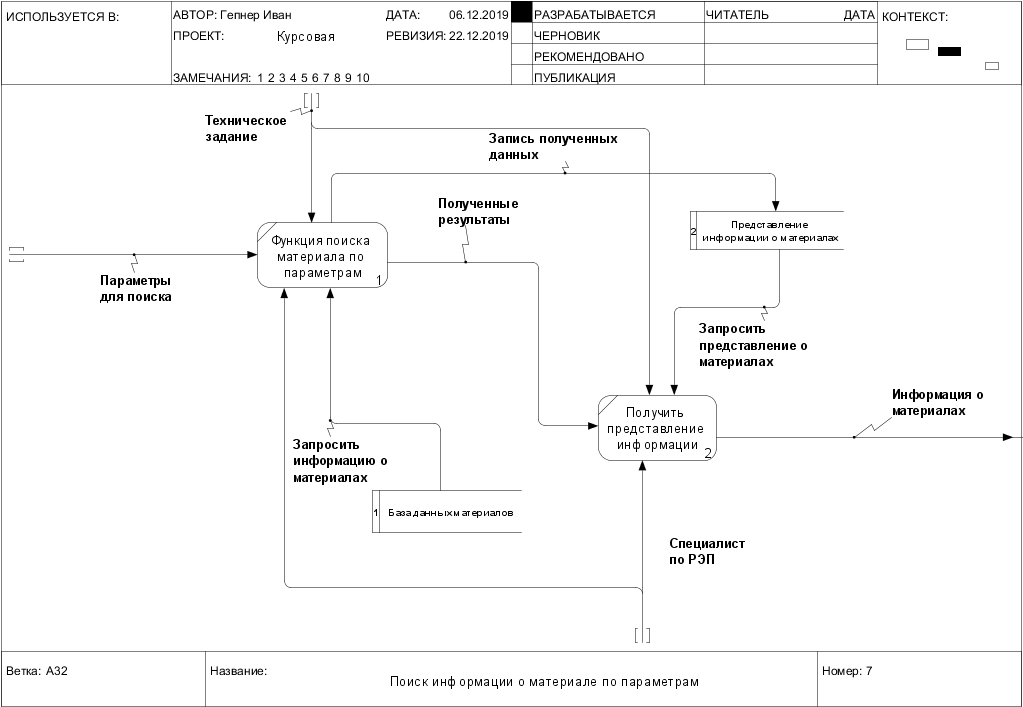 ИСПОЛЬЗУЕТСЯ В:
АВТОР: Гепнер Иван
ДАТА: 06.12.2019
РАЗРАБАТЫВАЕТСЯ
ЧИТАТЕЛЬ
ДАТА
КОНТЕКСТ:
ПРОЕКТ: Курсовая
РЕВИЗИЯ: 22.12.2019
ЧЕРНОВИК
РЕКОМЕНДОВАНО
ЗАМЕЧАНИЯ: 1 2 3 4 5 6 7 8 9 10
ПУБЛИКАЦИЯ
Техническое
задание
Запись полученных
данных
Полученные
результаты
2
Представление
информации о материалах
Функция поиска
материала по
параметрам
1
Параметры
для поиска
Запросить
представление о
материалах
Информация о
материалах
Получить
представление
информации
2
Запросить
информацию о
материалах
1
База данных материалов
Специалист
по РЭП
Ветка: A32
Название:
Поиск информации о материале по параметрам
Номер: 7